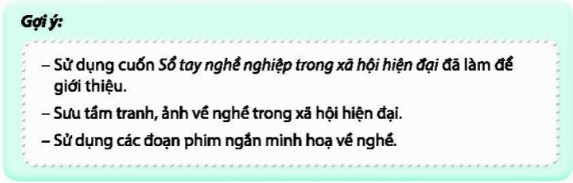 Gợi ý:
– Sử dụng cuốn Sổ tay nghề nghiệp trong xã hội hiện đại đã làm để
giới thiệu.
– Sưu tầm tranh, ảnh về nghề trong xã hội hiện đại.
– Sử dụng các đoạn phim ngắn minh hoạ về nghề.